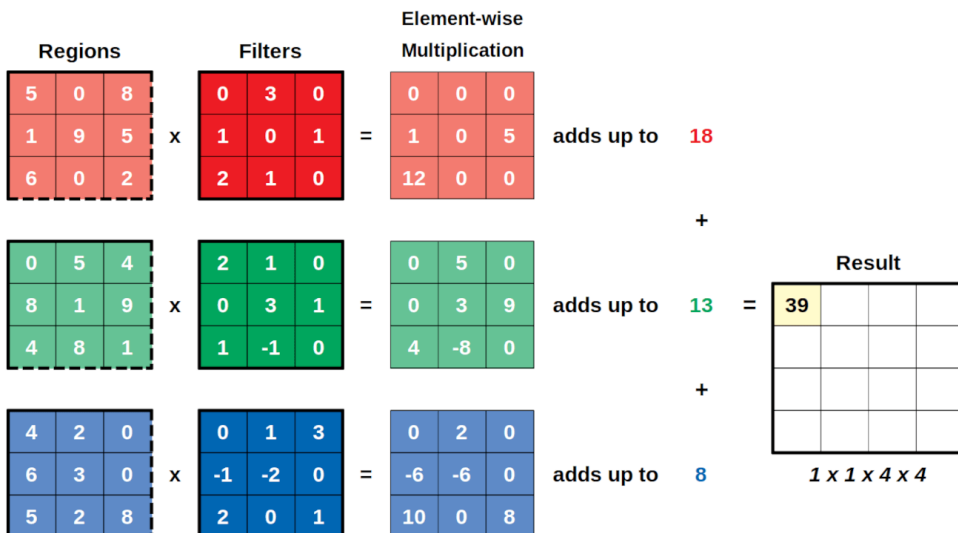 Element-wise
Regions Filters Multiplication
5 0 8 0 3 0 0 0 0
1 9 5 x 1 0 1 = 1 0 5 adds up to 18
6 0 2 2 1 0 12 0 0
+
0 5 4 2 1 0 0 5 0 Result
8 1 9 x 0 3 1 = 0 3 9 adds up to 13 = 39
4 8 1 1 -1 0 4 -8 0
+
4 2 0 0 1 3 0 2 0
6 3 0 x -1 -2 0 = -6 -6 0 adds up to 8 1 x 1 x 4 x 4
5 2 8 2 0 1 10 0 8